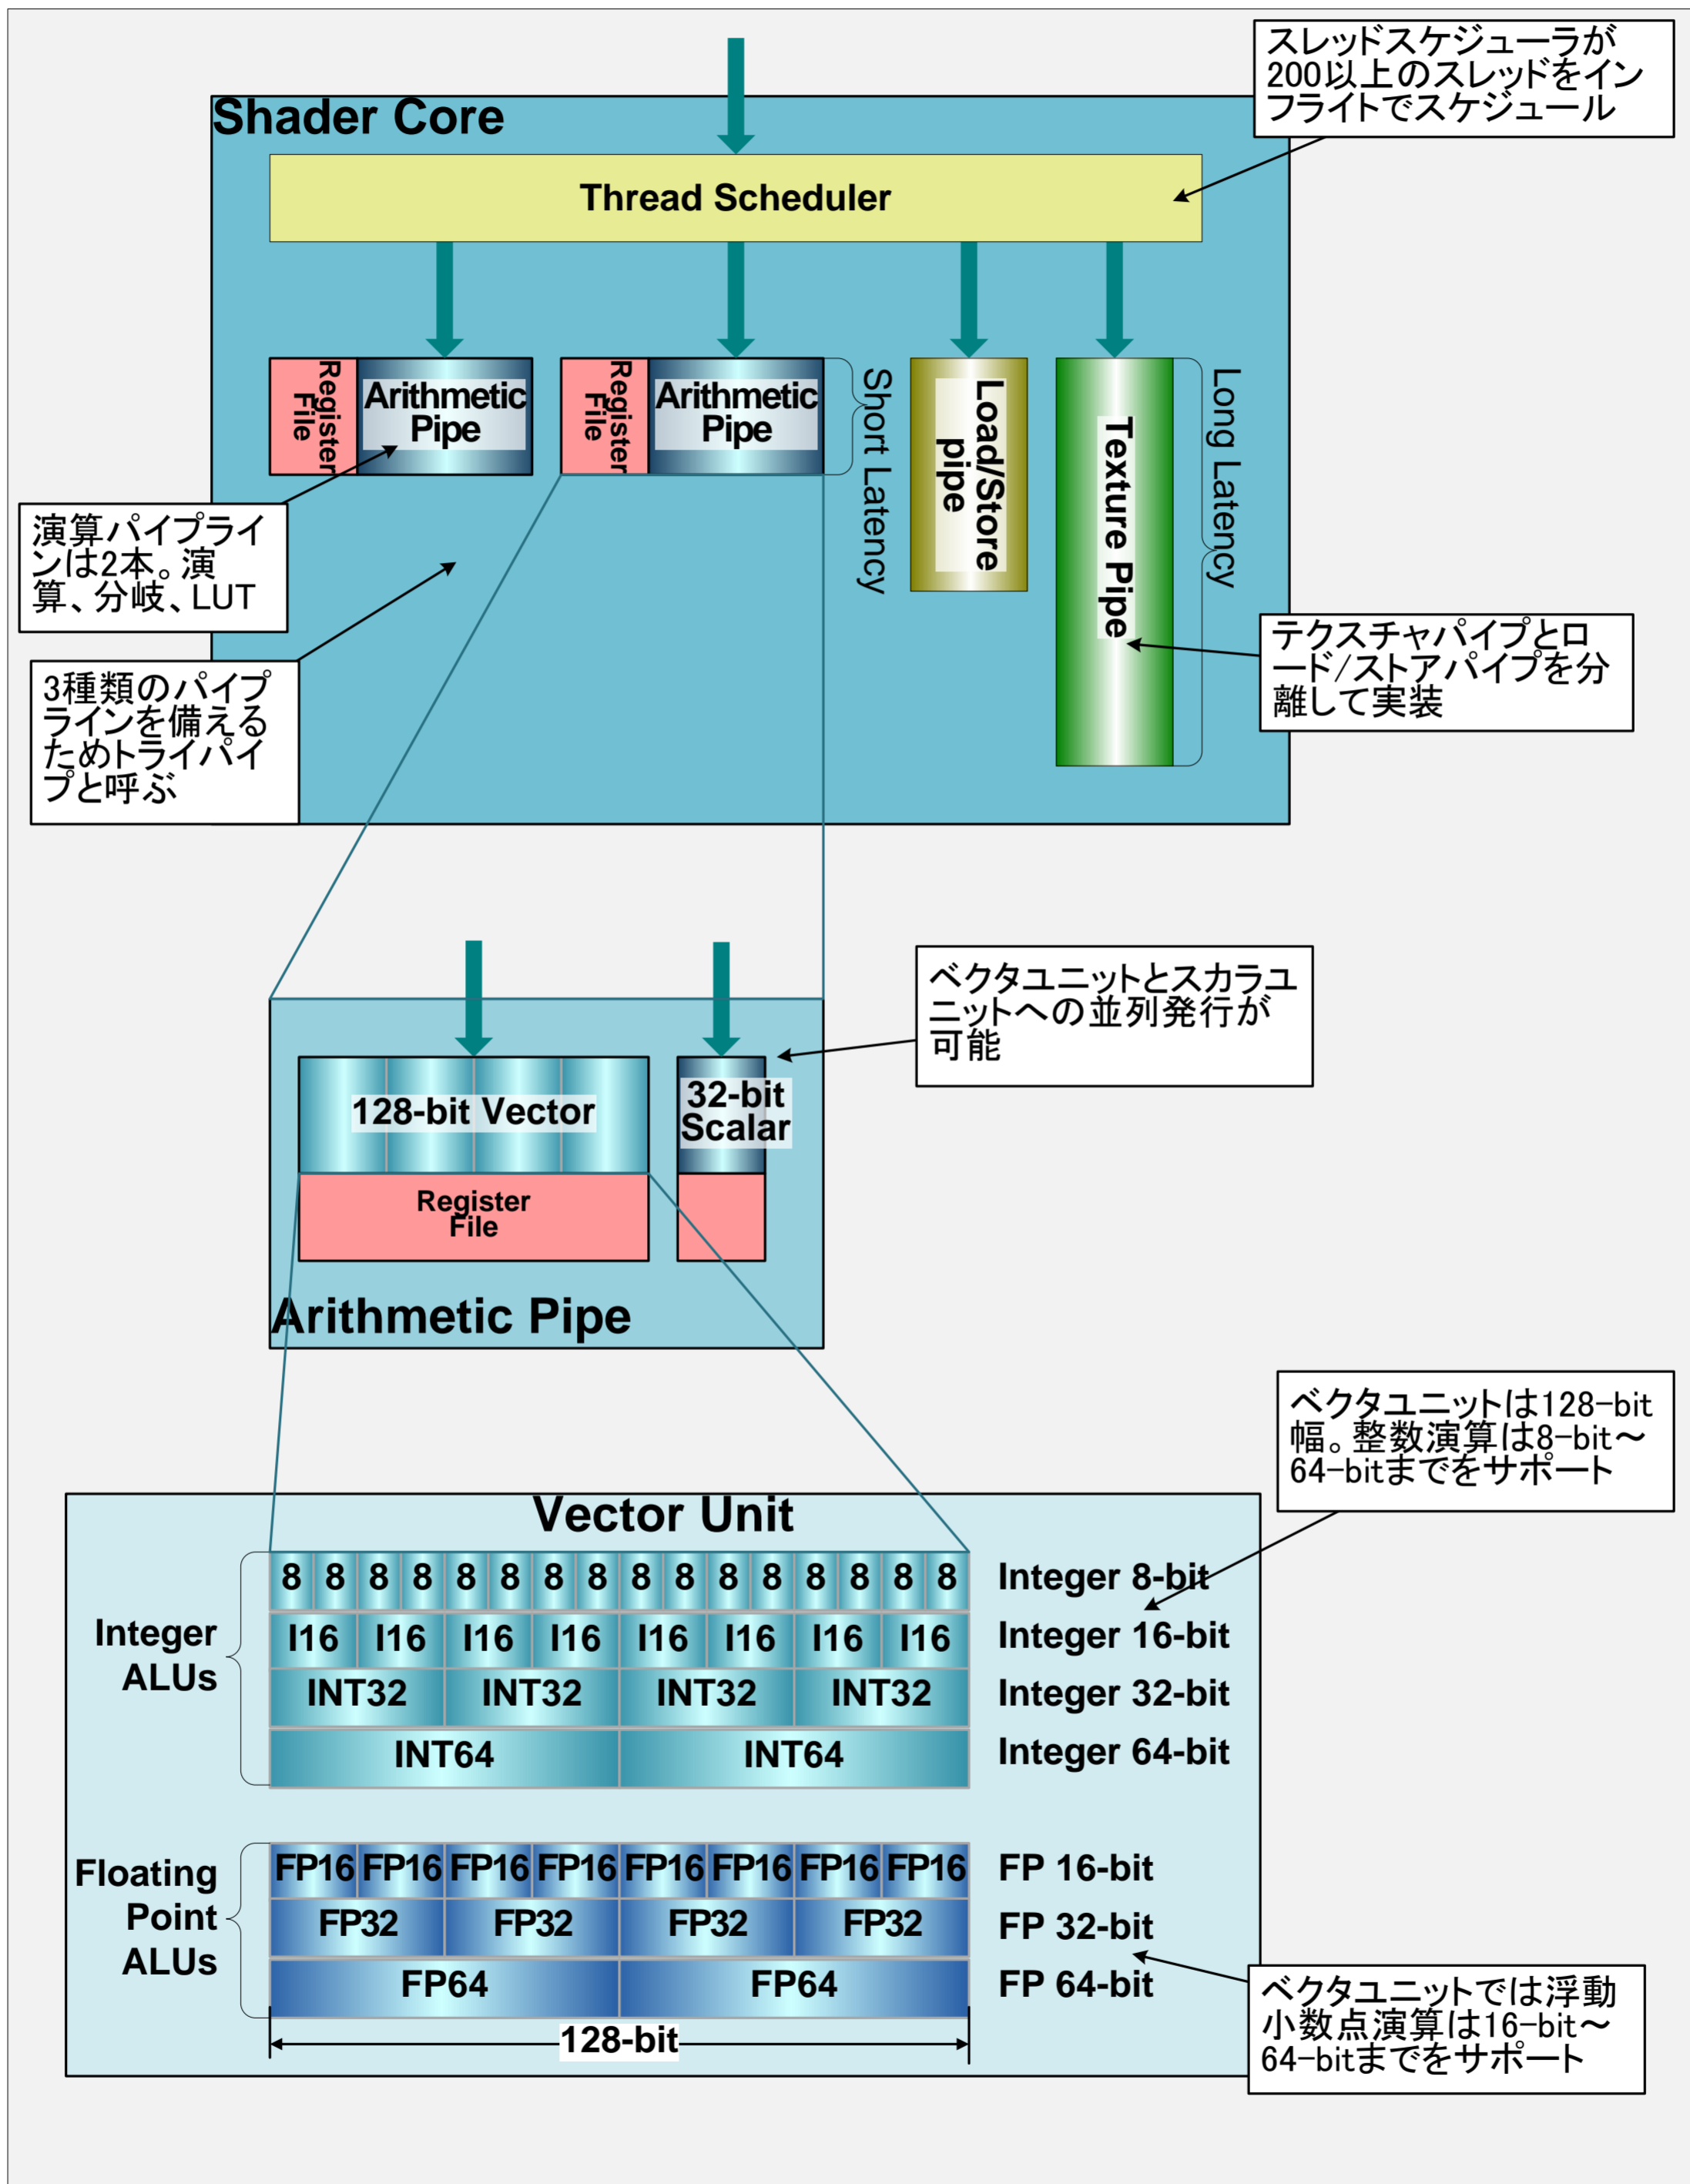 スレッドスケジューラが
200以上のスレッドをイン
フライトでスケジュール
Shader Core
Thread Scheduler
Register
File
Arithmetic
Pipe
Register
File
Arithmetic
Pipe
Short Latency
Load/Store
pipe
Texture Pipe
Long Latency
演算パイプライ
ンは2本。演
算、分岐、LUT
3種類のパイプ
ラインを備える
ためトライパイ
プと呼ぶ
テクスチャパイプとロ
ード/ストアパイプを分
離して実装
ベクタユニットとスカラユ
ニットへの並列発行が
可能
128-bit Vector
32-bit
Scalar
Register
File
Arithmetic Pipe
ベクタユニットは128-bit
幅。整数演算は8-bit～
64-bitまでをサポート
Vector Unit
Integer
ALUs
8 8 8 8 8 8 8 8 8 8 8 8 8 8 8 8 Integer 8-bit
I16 I16 I16 I16 I16 I16 I16 I16 Integer 16-bit
INT32 INT32 INT32 INT32 Integer 32-bit
INT64 INT64 Integer 64-bit
Floating
Point
ALUs
FP16 FP16 FP16 FP16 FP16 FP16 FP16 FP16 FP 16-bit
FP32 FP32 FP32 FP32 FP 32-bit
FP64 FP64 FP 64-bit
128-bit
ベクタユニットでは浮動
小数点演算は16-bit～
64-bitまでをサポート